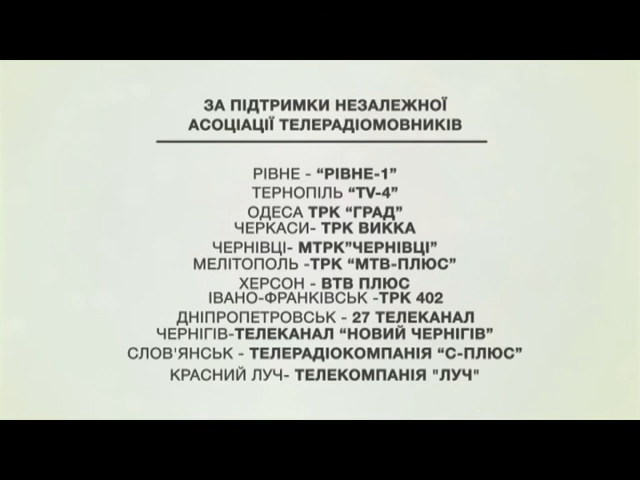 ЗА ПІДТРИМКИ НЕЗАЛЕЖНОЇ
АСОЦІАЦІЇ ТЕЛЕРАДІОМОВНИКІВ
РІВНЕ - “РІВНЕ-1”
ТЕРНОПІЛЬ “TV-4”
ОДЕСА ТРК “ГРАД”
ЧЕРКАСИ- ТРК ВИККА
ЧЕРНІВЦІ- МТРК”ЧЕРНІВЦІ”
МЕЛІТОПОЛЬ -ТРК “МТВ-ПЛЮС”
ХЕРСОН - ВТВ ПЛЮС
ІВАНО-ФРАНКІВСЬК -ТРК 402
ДНІПРОПЕТРОВСЬК - 27 ТЕЛЕКАНАЛ
ЧЕРНІГІВ-ТЕЛЕКАНАЛ “НОВИЙ ЧЕРНІГІВ”
СЛОВ'ЯНСЬК - ТЕЛЕРАДІОКОМПАНІЯ “С-ПЛЮС”
КРАСНИЙ ЛУЧ- ТЕЛЕКОМПАНІЯ "ЛУЧ"